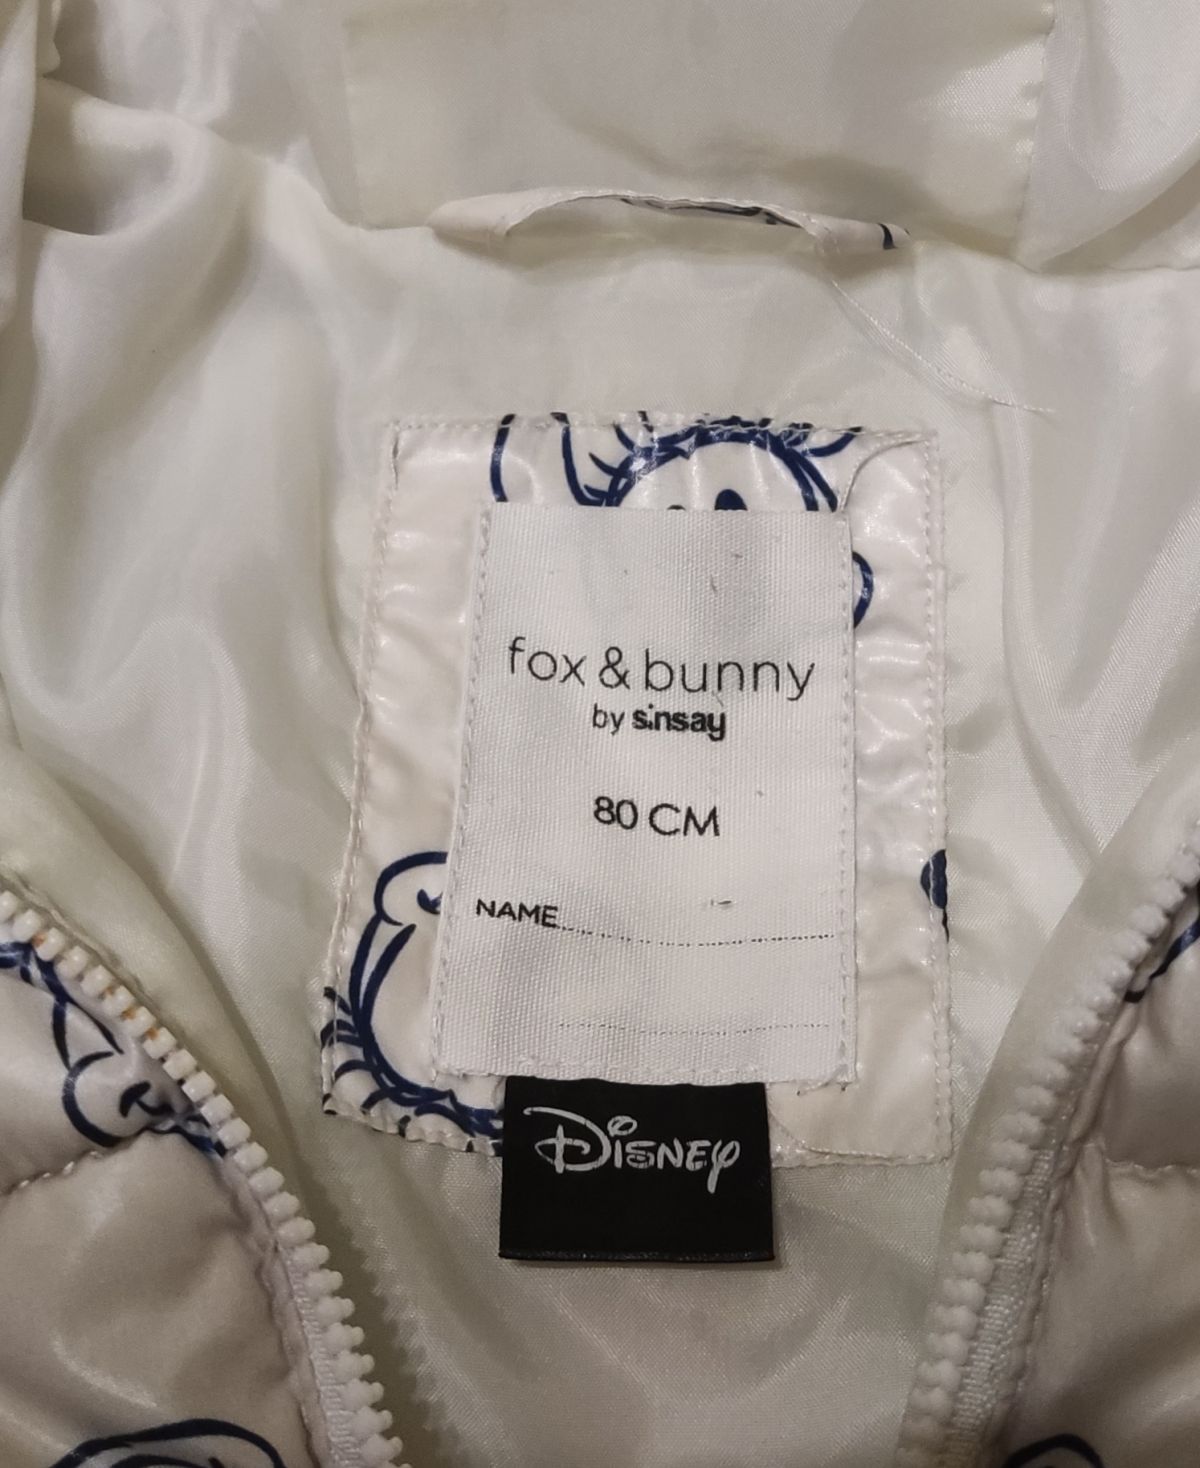 fox & bunny
by sinsay
80 CM
NAME
Disney